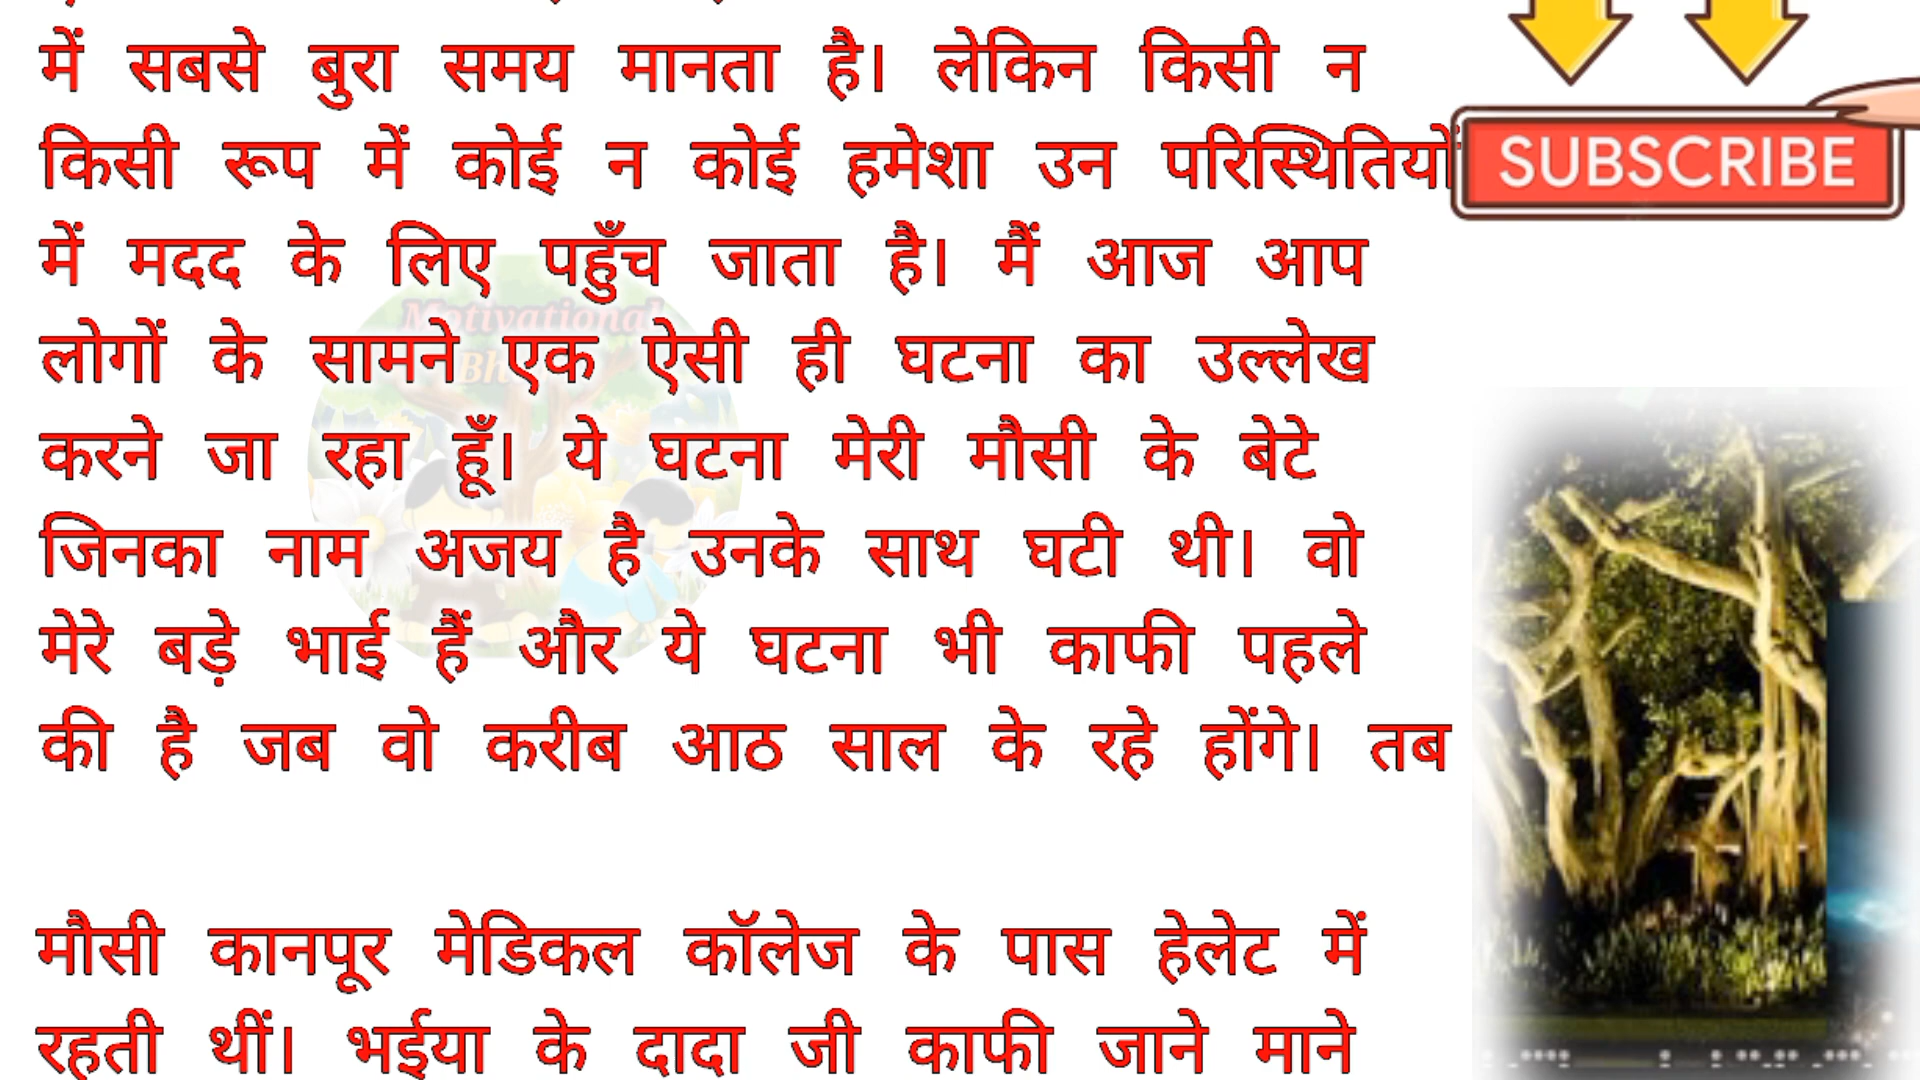 में सबसे बुरा समय मानता है। लेकिन किसी न
किसी रूप में कोई न कोई हमेशा उन परिस्थितियों
में मदद के लिए पहुँच जाता है। मैं आज आप
लोगों के सामने एक ऐसी ही घटना का उल्लेख
करने जा रहा हूँ। ये घटना मेरी मौसी के बेटे
जिनका नाम अजय है उनके साथ घटी थी। वो
मेरे बड़े भाई हैं और ये घटना भी काफी पहले
की है जब वो करीब आठ साल के रहे होंगे। तब
मौसी कानपूर मेडिकल कॉलेज के पास हेलेट में
रहती थीं। भईया के दादा जी काफी जाने माने
SUBSCRIBE
Motivational